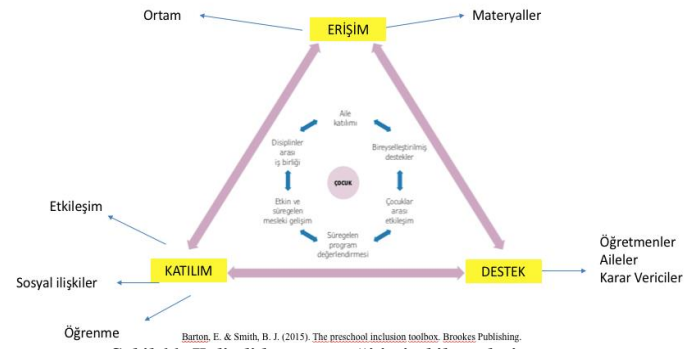 Ortam
Materyaller
ERİŞİM
Aile
katılımı
Disiplinler
arası
iş birliği
Bireyselleştirilmiş
destekler
ÇOCUK
Etkin ve
süregelen
mesleki gelişim
Çocuklar
arası
etkileşim
Süregelen
program
değerlendirmesi
Etkileşim
KATILIM
DESTEK
Sosyal ilişkiler
Öğrenme
Öğretmenler
Aileler
Karar Vericiler
Barton, E. & Smith, B. J. (2015). The preschool inclusion toolbox. Brookes Publishing.